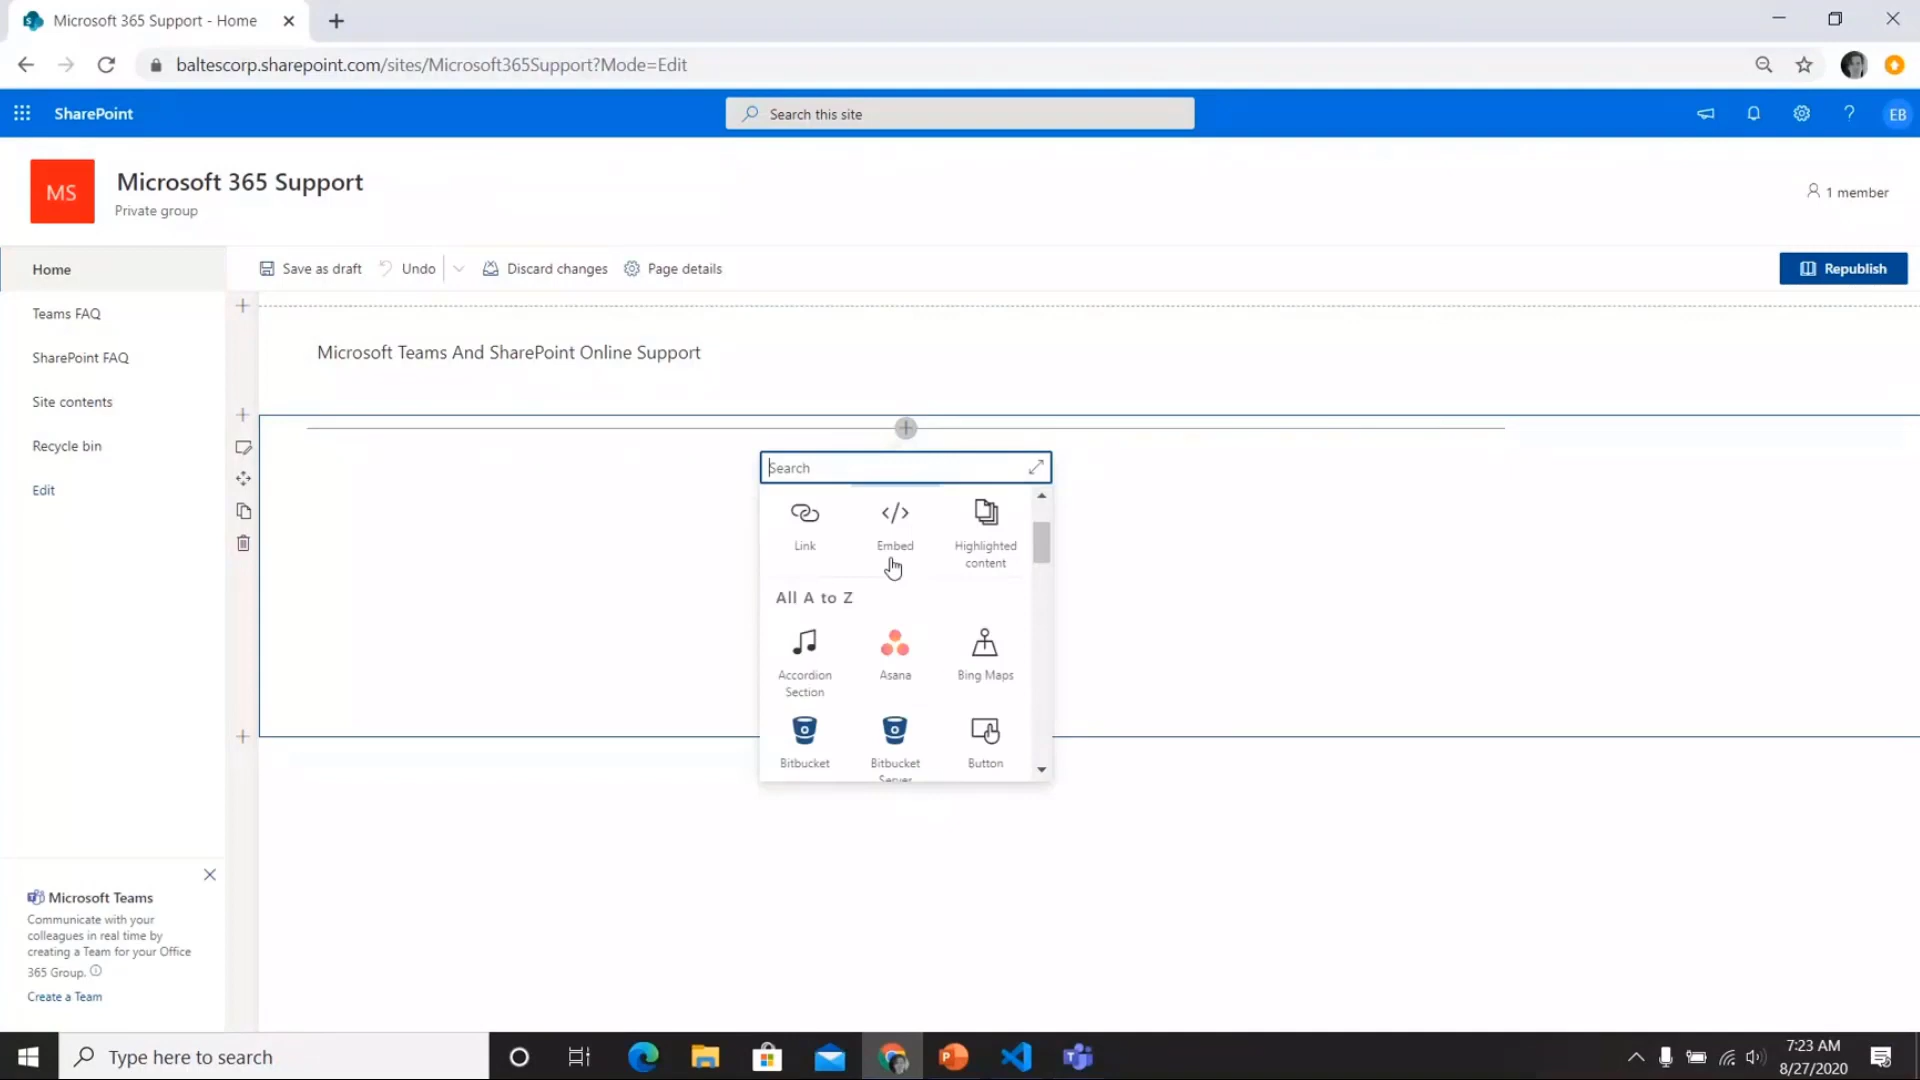 Microsoft 365 Support - Home
baltescorp.sharepoint.com/sites/Microsoft365Support?Mode=Edit
SharePoint
Search this site
?
EB
MS
Microsoft 365 Support
Private group
1 member
Home
Save as draft
Undo
Discard changes
Page details
Republish
Teams FAQ
SharePoint FAQ
Site contents
Recycle bin
Edit
Microsoft Teams And SharePoint Online Support
Search
Link
Embed
Highlighted
content
All A to Z
Accordion
Section
Asana
Bing Maps
Bitbucket
Bitbucket
Server
Button
Microsoft Teams
Communicate with your
colleagues in real time by
creating a Team for your Office
365 Group.
Create a Team
Type here to search
7:23 AM
8/27/2020